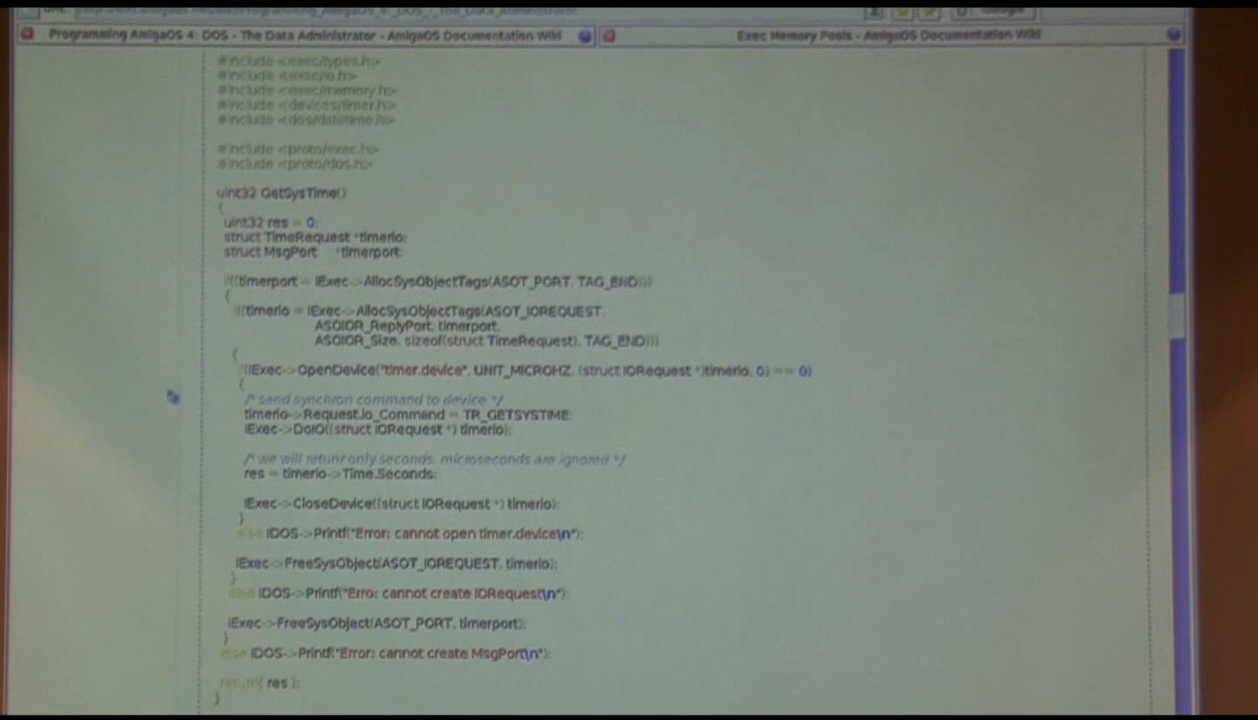 Programming AmigaOS 4: DOS - The Data Administrator - AmigaOS Documentation Wiki
Exec Memory Pools - AmigaOS Documentation Wiki
#include <exec/types.h>
#include <exec/io.h>
#include <exec/memory.h>
#include <devices/timer.h>
#include <dos/datetime.h>
#include <proto/exec.h>
#include <proto/dos.h>
uint32 GetSysTime()
{
uint32 res = 0;
struct TimeRequest *timerio;
struct MsgPort *timerport;
if((timerport = IExec->AllocSysObjectTags(ASOT_PORT, TAG_END)))
{
if((timerio = IExec->AllocSysObjectTags(ASOT_IOREQUEST,
ASOIOR_ReplyPort, timerport,
ASOIOR_Size, sizeof(struct TimeRequest), TAG_END)))
{
if(IExec->OpenDevice("timer.device", UNIT_MICROHZ, (struct IORequest *)timerio, 0) == 0)
{
/* send synchron command to device */
timerio->Request.io_Command = TR_GETSYSTIME;
IExec->DoIO((struct IORequest *) timerio);
/* we will retunr only seconds, microseconds are ignored */
res = timerio->Time.Seconds;
IExec->CloseDevice((struct IORequest *) timerio);
}
else IDOS->Printf("Error: cannot open timer.device\n");
IExec->FreeSysObject(ASOT_IOREQUEST, timerio);
}
else IDOS->Printf("Erro: cannot create IORequest\n");
IExec->FreeSysObject(ASOT_PORT, timerport);
}
else IDOS->Prindf("Error: cannot create MsgPort\n");
return( res );
}